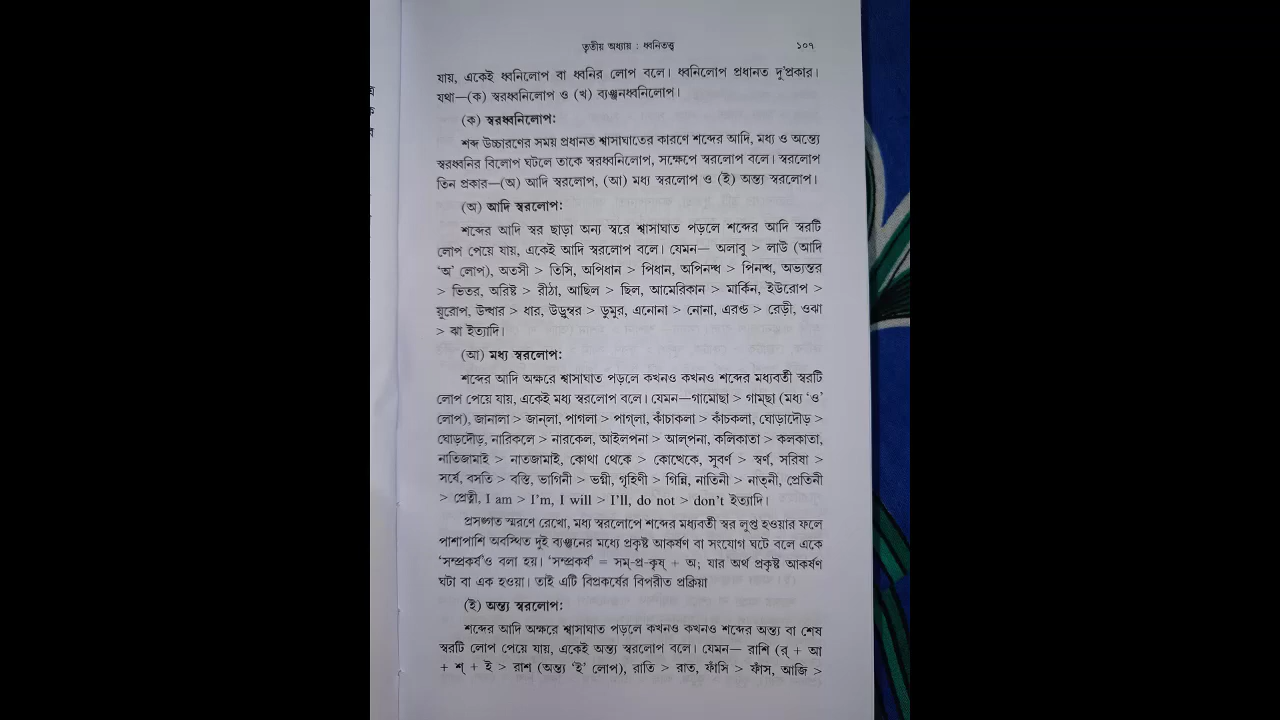 তৃতীয় অধ্যায় : ধ্বনিতত্ত্ব ১০৭
যায়, একেই ধ্বনিলোপ বা ধ্বনির লোপ বলে। ধ্বনিলোপ প্রধানত দু'প্রকার।
যথা—(ক) স্বরধ্বনিলোপ ও (খ) ব্যঞ্জনধ্বনিলোপ।
(ক) স্বরধ্বনিলোপ:
শব্দ উচ্চারণের সময় প্রধানত শ্বাসাঘাতের কারণে শব্দের আদি, মধ্য ও অন্ত্যে
স্বরধ্বনির বিলোপ ঘটলে তাকে স্বরধ্বনিলোপ, সক্ষেপে স্বরলোপ বলে। স্বরলোপ
তিন প্রকার—(অ) আদি স্বরলোপ, (আ) মধ্য স্বরলোপ ও (ই) অন্ত্য স্বরলোপ।
(অ) আদি স্বরলোপ:
শব্দের আদি স্বর ছাড়া অন্য স্বরে শ্বাসাঘাত পড়লে শব্দের আদি স্বরটি
লোপ পেয়ে যায়, একেই আদি স্বরলোপ বলে। যেমন— অলাবু > লাউ (আদি
'অ' লোপ), অতসী > তিসি, অপিধান > পিধান, অপিনদ্ধ > পিনদ্ধ, অভ্যন্তর
> ভিতর, অরিষ্ট > রীঠা, আছিল > ছিল, আমেরিকান > মার্কিন, ইউরোপ >
য়ুরোপ, উদ্ধার > ধার, উডুম্বর > ডুমুর, এনোনা > নোনা, এরণ্ড > রেড়ী, ওঝা
> ঝা ইত্যাদি।
(আ) মধ্য স্বরলোপ:
শব্দের আদি অক্ষরে শ্বাসাঘাত পড়লে কখনও কখনও শব্দের মধ্যবর্তী স্বরটি
লোপ পেয়ে যায়, একেই মধ্য স্বরলোপ বলে। যেমন—গামোছা > গাম্‌ছা (মধ্য 'ও'
লোপ), জানালা > জান্‌লা, পাগলা > পাগ্‌লা, কাঁচাকলা > কাঁচকলা, ঘোড়াদৌড় >
ঘোড়দৌড়, নারিকেল > নারকেল, আইলপনা > আল্‌পনা, কলিকাতা > কলকাতা,
নাতিজামাই > নাতজামাই, কোথা থেকে > কোত্থেকে, সুবর্ণ > স্বর্ণ, সরিষা >
সর্ষে, বসতি > বস্তি, ভাগিনী > ভগ্নী, গৃহিণী > গিন্নি, নাতিনী > নাত্‌নী, প্রেতিনী
> প্রেত্নী, I am > I'm, I will > I'll, do not > don't ইত্যাদি।
প্রসঙ্গত স্মরণে রেখো, মধ্য স্বরলোপে শব্দের মধ্যবর্তী স্বর লুপ্ত হওয়ার ফলে
পাশাপাশি অবস্থিত দুই ব্যঞ্জনের মধ্যে প্রকৃষ্ট আকর্ষণ বা সংযোগ ঘটে বলে একে
'সম্প্রকর্ষ'ও বলা হয়। 'সম্প্রকর্ষ' = সম্-প্র-কৃষ্ + অ; যার অর্থ প্রকৃষ্ট আকর্ষণ
ঘটা বা এক হওয়া। তাই এটি বিপ্রকর্ষের বিপরীত প্রক্রিয়া
(ই) অন্ত্য স্বরলোপ:
শব্দের আদি অক্ষরে শ্বাসাঘাত পড়লে কখনও কখনও শব্দের অন্ত্য বা শেষ
স্বরটি লোপ পেয়ে যায়, একেই অন্ত্য স্বরলোপ বলে। যেমন— রাশি (র্ + আ
+ শ্ + ই > রাশ (অন্ত্য 'ই' লোপ), রাতি > রাত, ফাঁসি > ফাঁস, আজি >